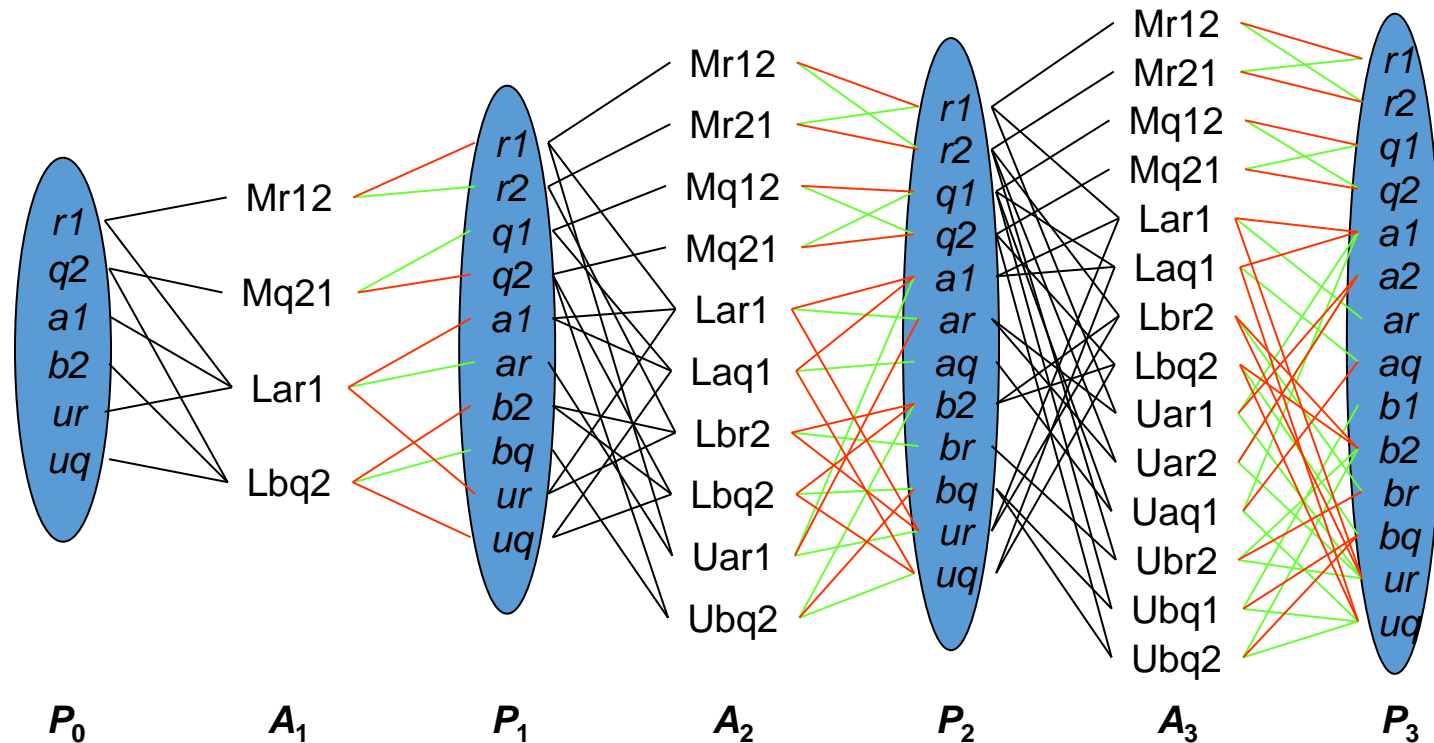 r1
q2
a1
b2
ur
uq
Mr12
Mq21
Lar1
Lbq2
r1
r2
q1
q2
a1
ar
b2
bq
ur
uq
Mr12
Mr21
Mq12
Mq21
Lar1
Laq1
Lbr2
Lbq2
Uar1
Ubq2
r1
r2
q1
q2
a1
ar
aq
b2
br
bq
ur
uq
Mr12
Mr21
Mq12
Mq21
Lar1
Laq1
Lbr2
Lbq2
Uar1
Uar2
Uaq1
Ubr2
Ubq1
Ubq2
r1
r2
q1
q2
a1
a2
ar
aq
b1
b2
br
bq
ur
uq
P₀ A₁ P₁ A₂ P₂ A₃ P₃